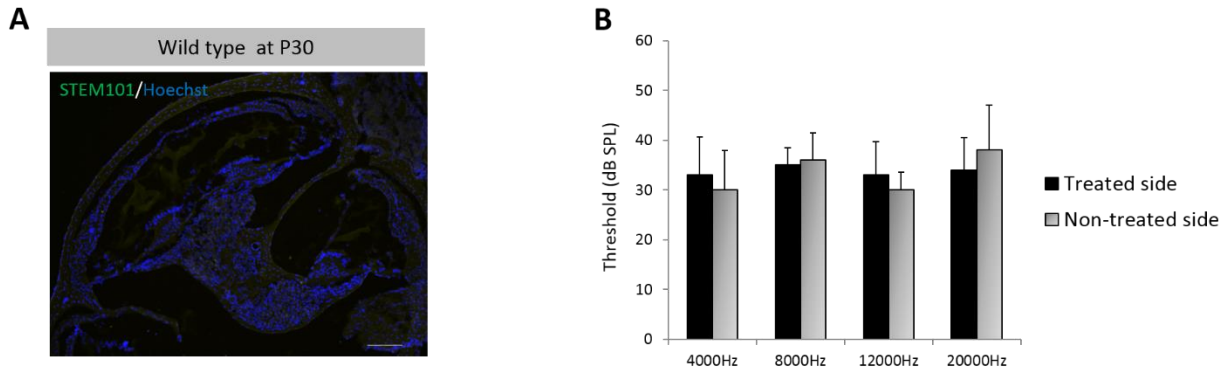 A
Wild type at P30
STEM101/Hoechst
B
60
50
40
30
20
10
0
Threshold (dB SPL)
4000Hz
8000Hz
12000Hz
20000Hz
Treated side
Non-treated side